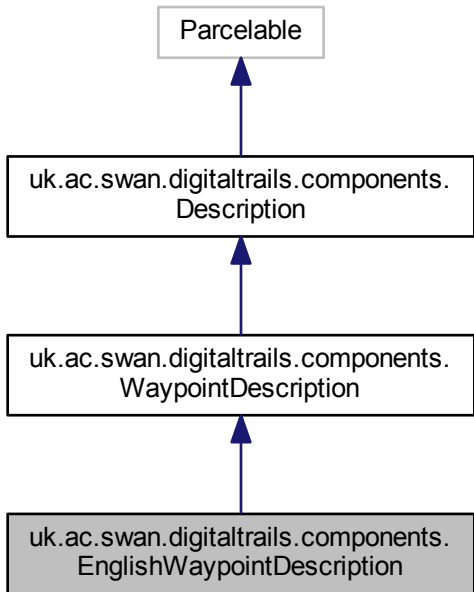 Parcelable
uk.ac.swan.digitaltrails.components.
Description
uk.ac.swan.digitaltrails.components.
WaypointDescription
uk.ac.swan.digitaltrails.components.
EnglishWaypointDescription